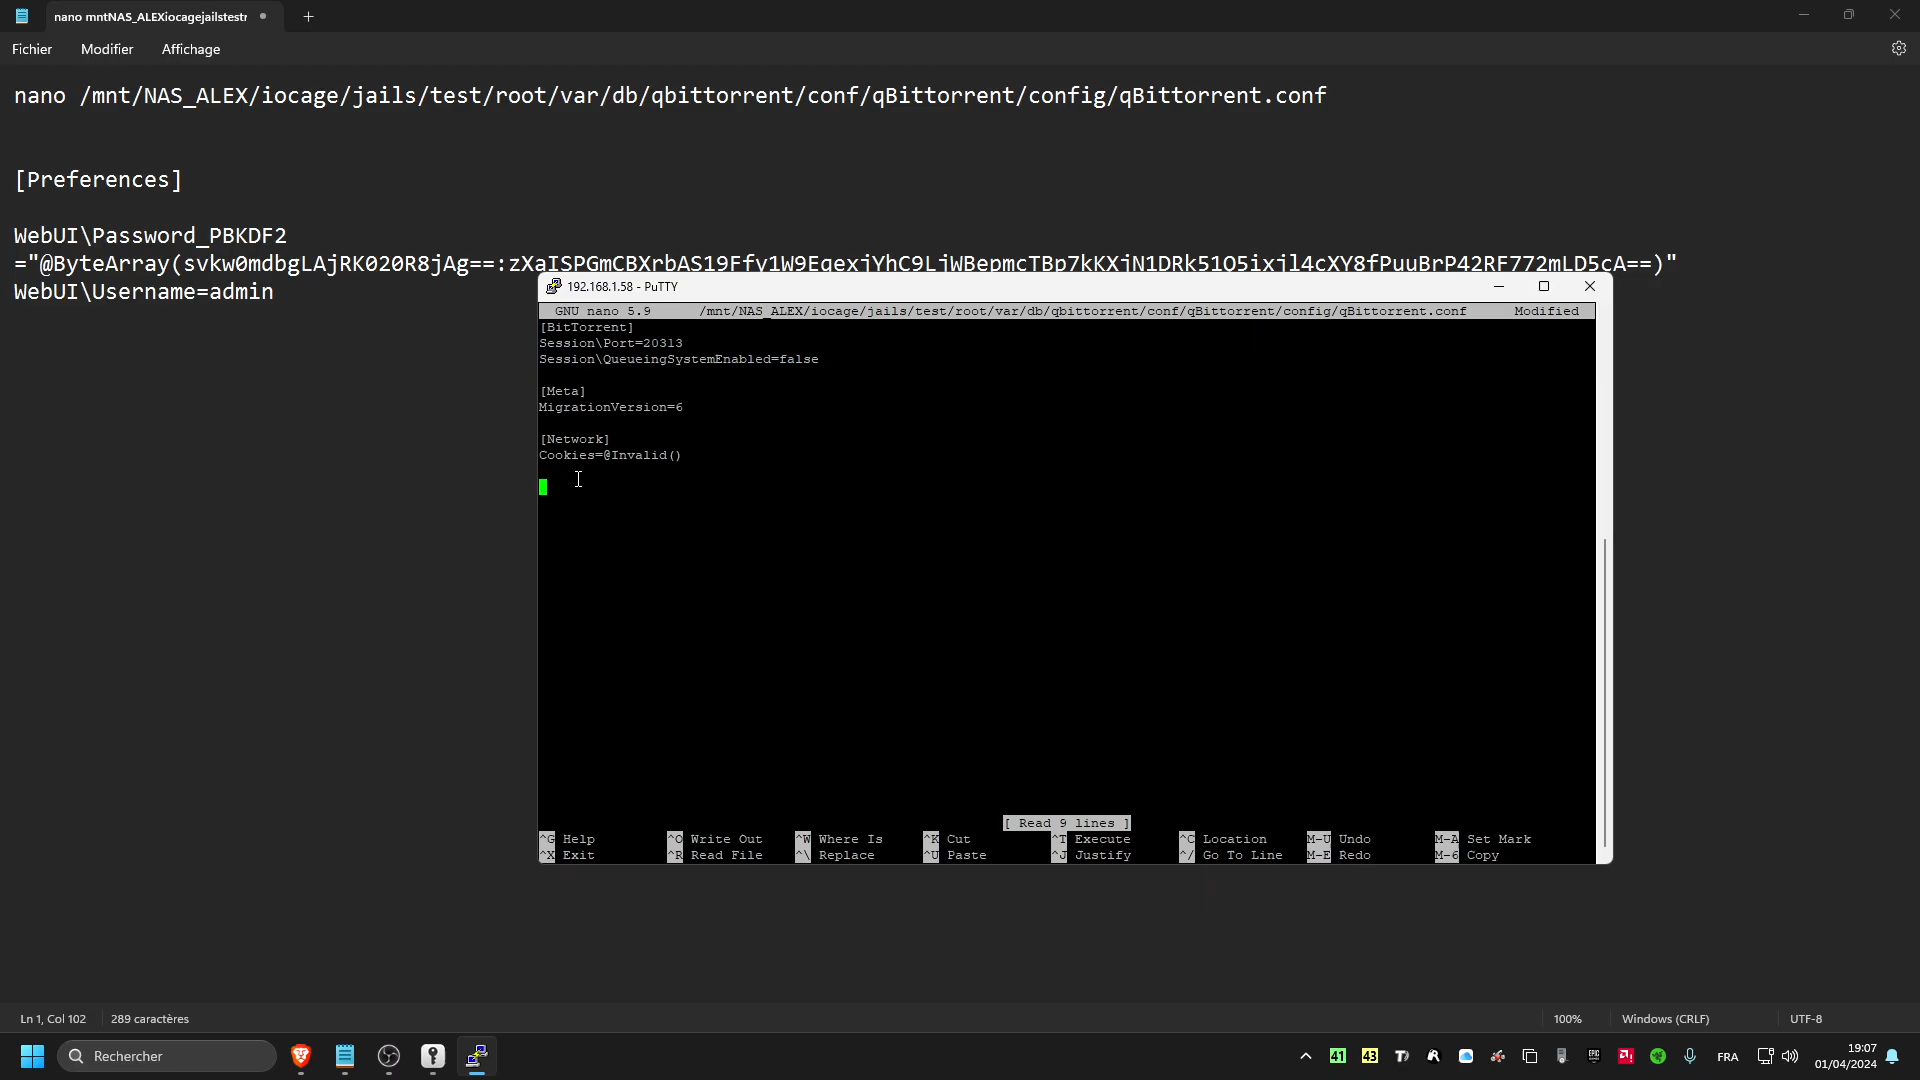 nano mntNAS_ALEXiocagejailstestr
Fichier Modifier Affichage
nano /mnt/NAS_ALEX/iocage/jails/test/root/var/db/qbittorrent/conf/qBittorrent/config/qBittorrent.conf
[Preferences]
WebUI\Password_PBKDF2
="@ByteArray(svkw0mdbgLAjRK020R8jAg==:zXaISPGmCBXrbAS19Ffv1W9EqexjYhC9LjWBepmcTBp7kKXjN1DRk51O5ixjl4cXY8fPuuBrP42RF772mLD5cA==)"
WebUI\Username=admin
192.168.1.58 - PuTTY
GNU nano 5.9 /mnt/NAS_ALEX/iocage/jails/test/root/var/db/qbittorrent/conf/qBittorrent/config/qBittorrent.conf Modified
[BitTorrent]
Session\Port=20313
Session\QueueingSystemEnabled=false
[Meta]
MigrationVersion=6
[Network]
Cookies=@Invalid()
[ Read 9 lines ]
^G Help ^O Write Out ^W Where Is ^K Cut ^T Execute ^C Location M-U Undo M-A Set Mark
^X Exit ^R Read File ^\ Replace ^U Paste ^J Justify ^/ Go To Line M-E Redo M-6 Copy
Ln 1, Col 102 289 caractères 100% Windows (CRLF) UTF-8
Rechercher
41 43 FRA
19:07
01/04/2024